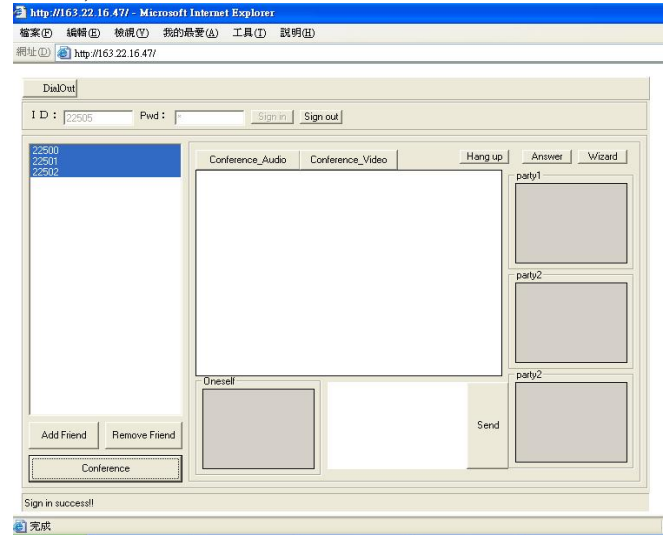 http://163.22.16.47/ - Microsoft Internet Explorer
檔案(F) 編輯(E) 檢視(V) 我的最愛(A) 工具(T) 說明(H)
網址(D) http://163.22.16.47/
DialOut
I D : 22505 Pwd : * Sign in Sign out
22500
22501
22502
Conference_Audio Conference_Video Hang up Answer Wizard
party1
party2
party2
Oneself
Send
Add Friend Remove Friend
Conference
Sign in success!!
完成